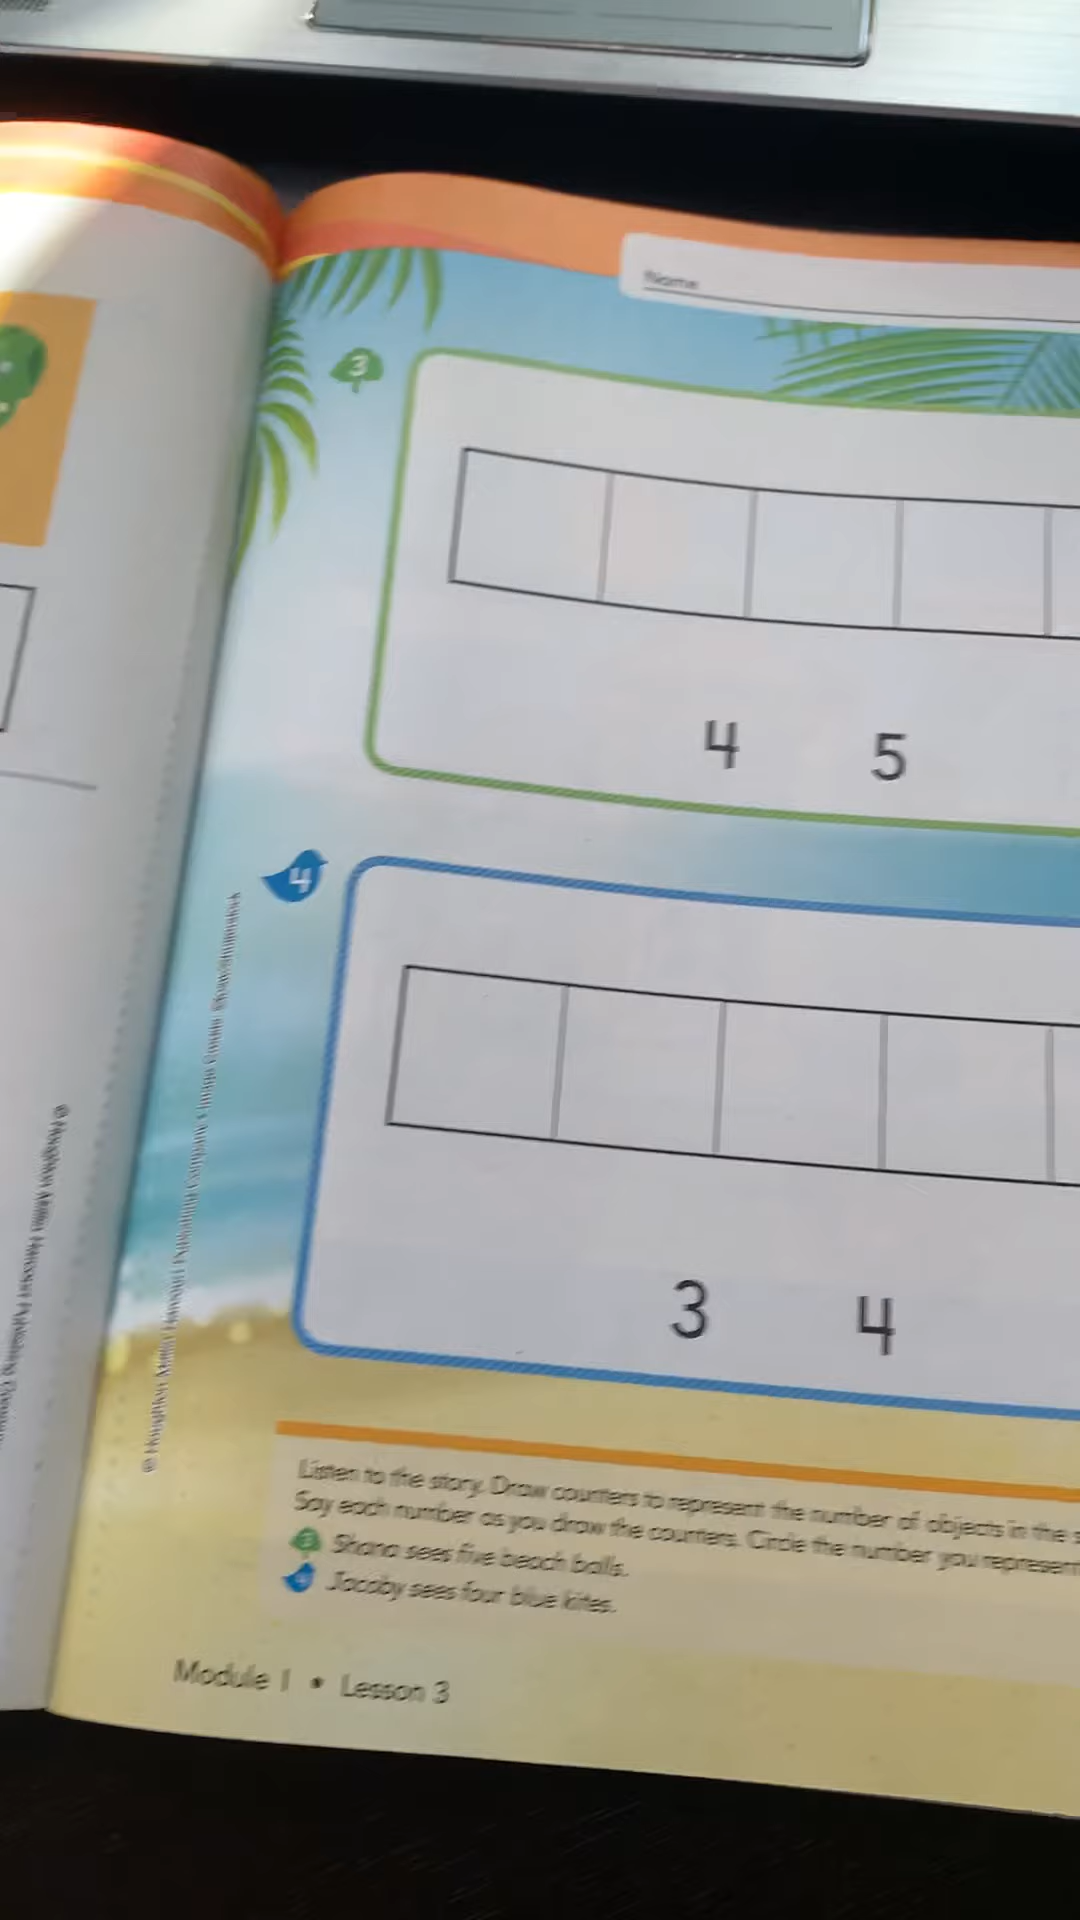 Name
3
4 5
4
3 4
Listen to the story. Draw counters to represent the number of objects in the
Say each number as you draw the counters. Circle the number you represent
3 Shana sees five beach balls.
4 Jacoby sees four blue kites.
Module 1 • Lesson 3